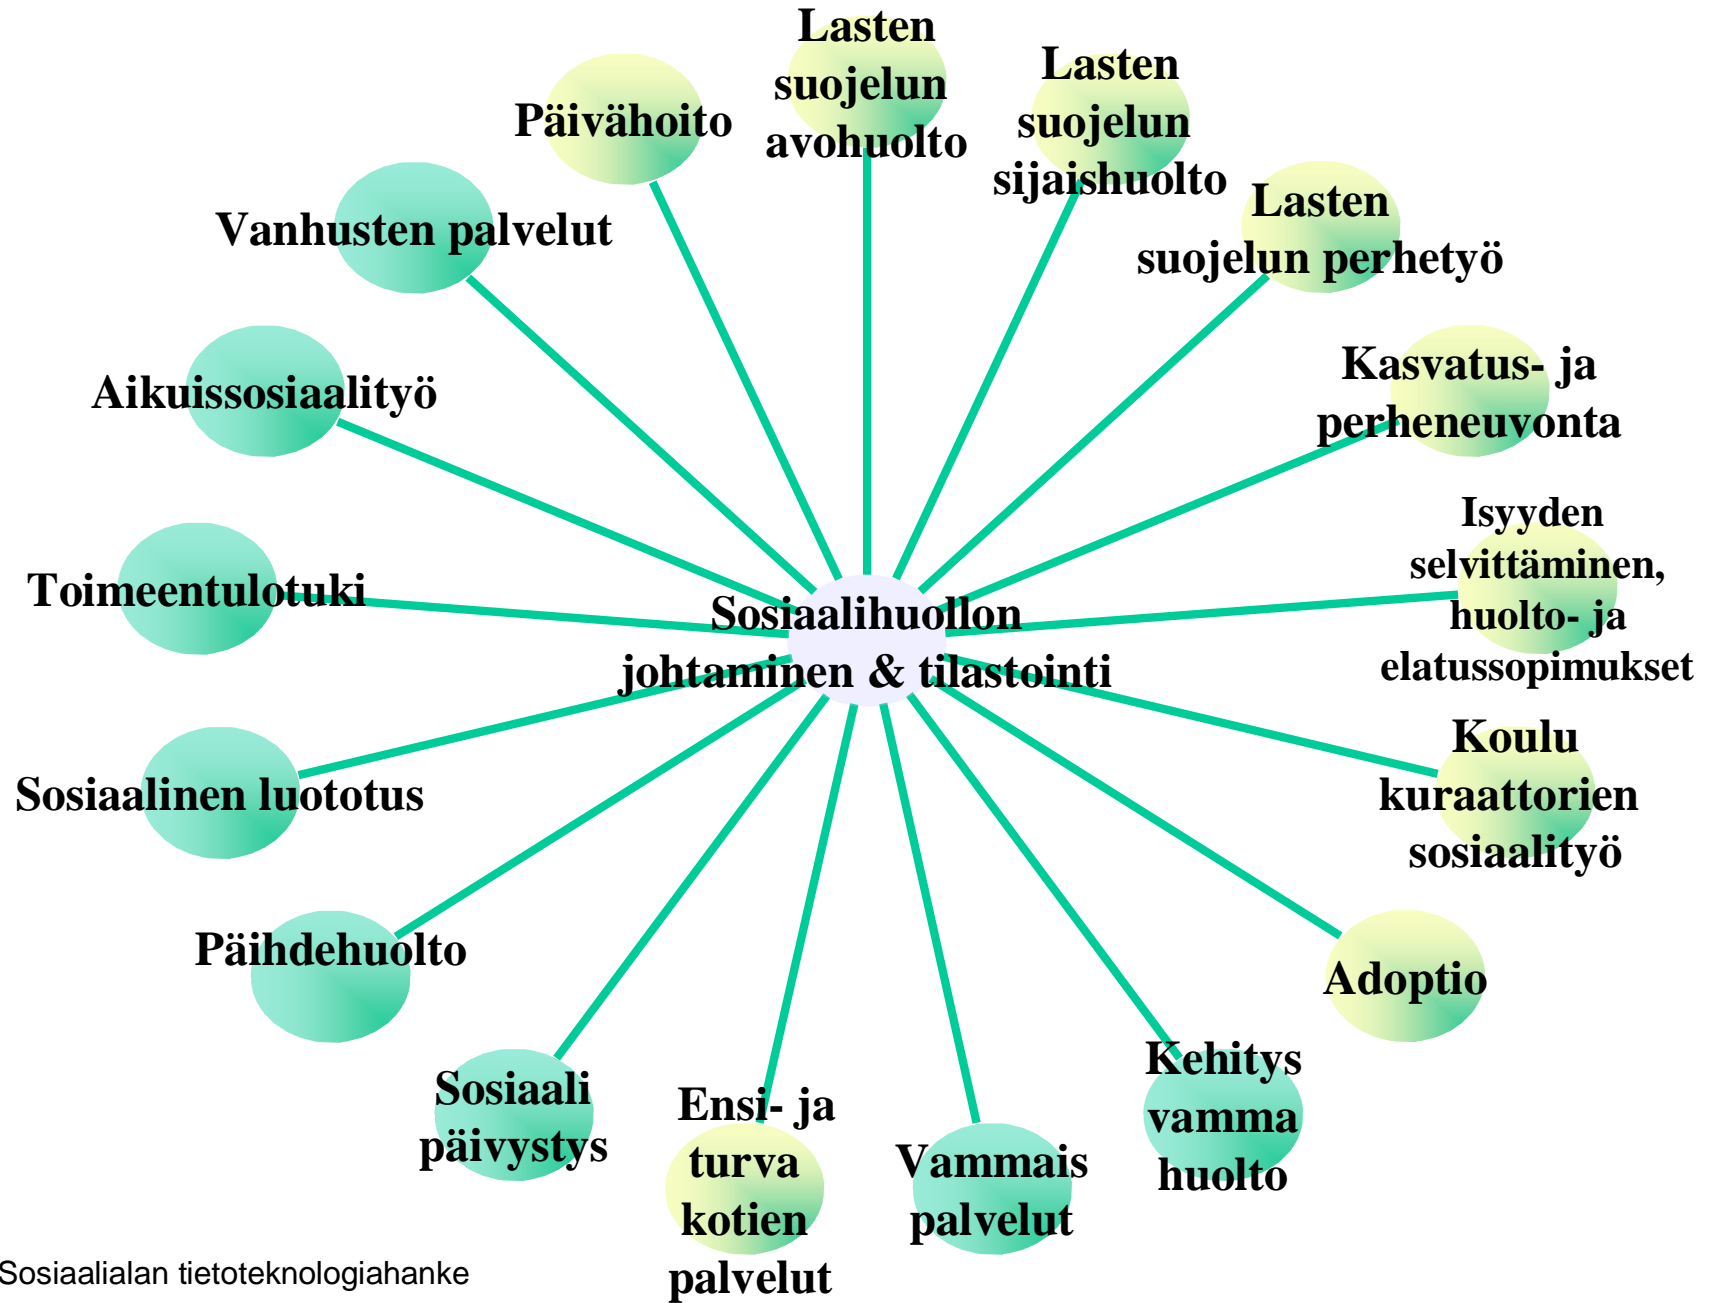 Lasten
suojelun
avohuolto
Lasten
suojelun
sijaishuolto
Lasten
suojelun perhetyö
Kasvatus- ja
perheneuvonta
Isyyden
selvittäminen,
huolto- ja
elatussopimukset
Koulu
kuraattorien
sosiaalityö
Adoptio
Kehitys
vamma
huolto
Vammais
palvelut
Ensi- ja
turva
kotien
palvelut
Sosiaali
päivystys
Päihdehuolto
Sosiaalinen luototus
Toimeentulotuki
Aikuissosiaalityö
Vanhusten palvelut
Päivähoito
Sosiaalihuollon
johtaminen & tilastointi
Sosiaalialan tietoteknologiahanke